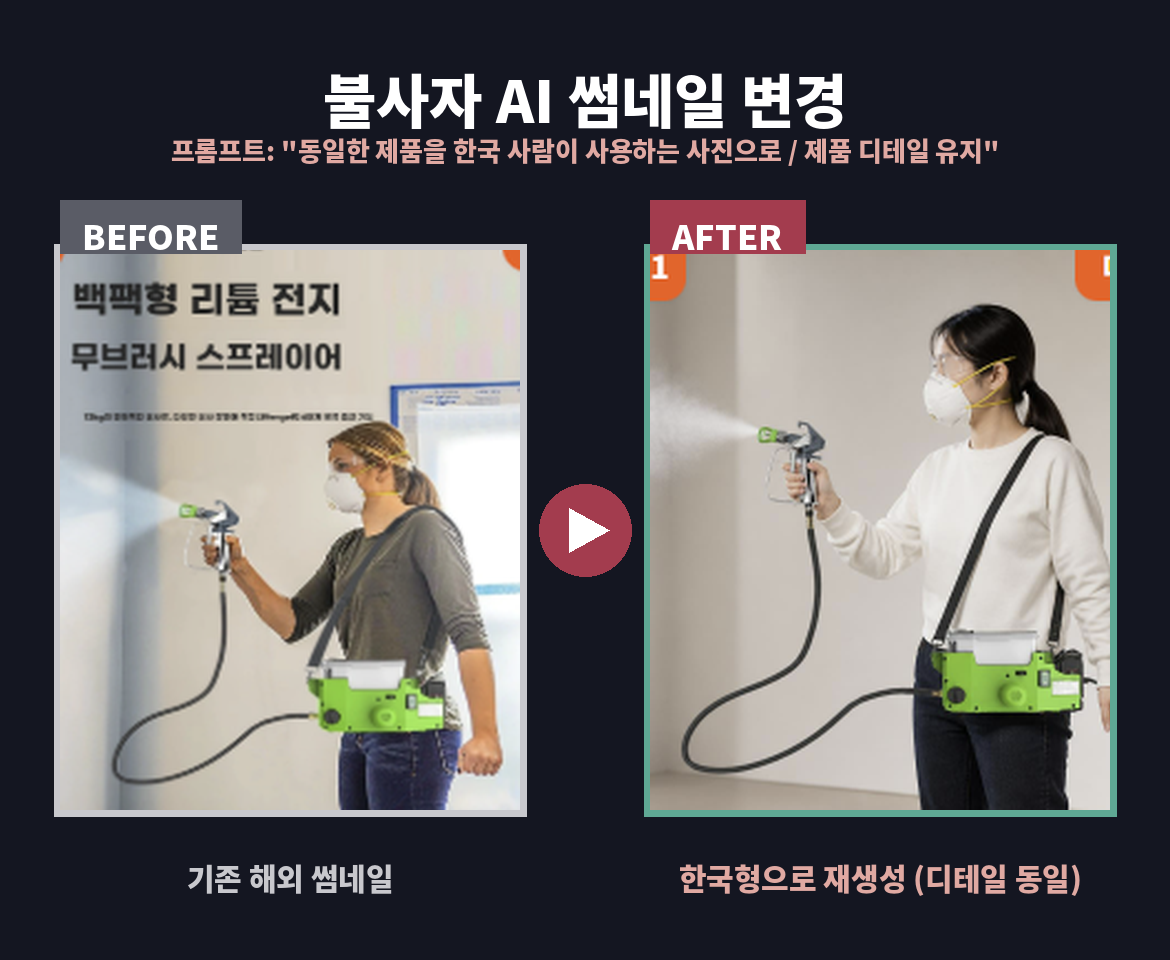 불사자 AI 썸네일 변경
프롬프트: "동일한 제품을 한국 사람이 사용하는 사진으로 / 제품 디테일 유지"
BEFORE
AFTER
백팩형 리튬 전지
무브러시 스프레이어
1
기존 해외 썸네일
한국형으로 재생성 (디테일 동일)